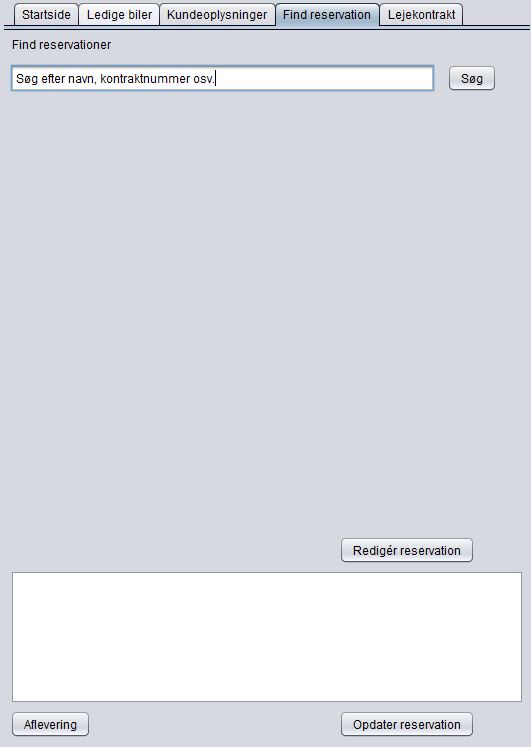 Startside Ledige biler Kundeoplysninger Find reservation Lejekontrakt
Find reservationer
Søg efter navn, kontraktnummer osv. Søg
Redigér reservation
Aflevering Opdater reservation